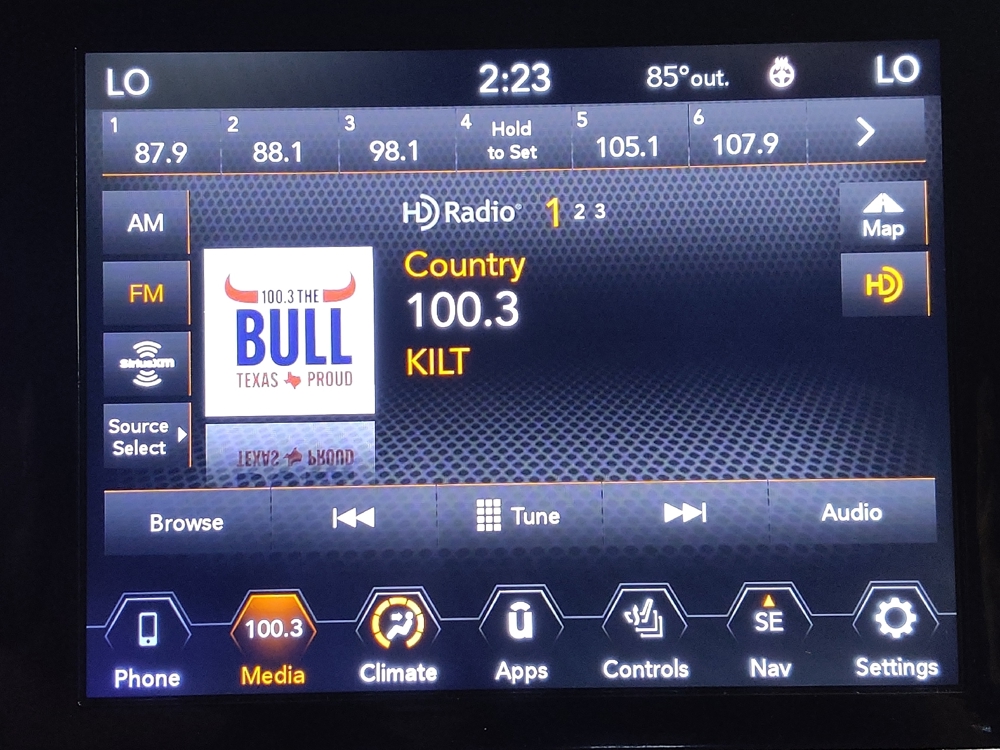 LO
2:23
85°out.
LO
1
87.9
2
88.1
3
98.1
4
Hold
to Set
5
105.1
6
107.9
AM
HD Radio® 1 2 3
Map
FM
Country
HD
100.3
KILT
100.3 THE
BULL
TEXAS PROUD
SiriusXM
Source
Select
TEXAS PROUD
Browse
Tune
Audio
Phone
100.3
Media
Climate
ū
Apps
Controls
SE
Nav
Settings